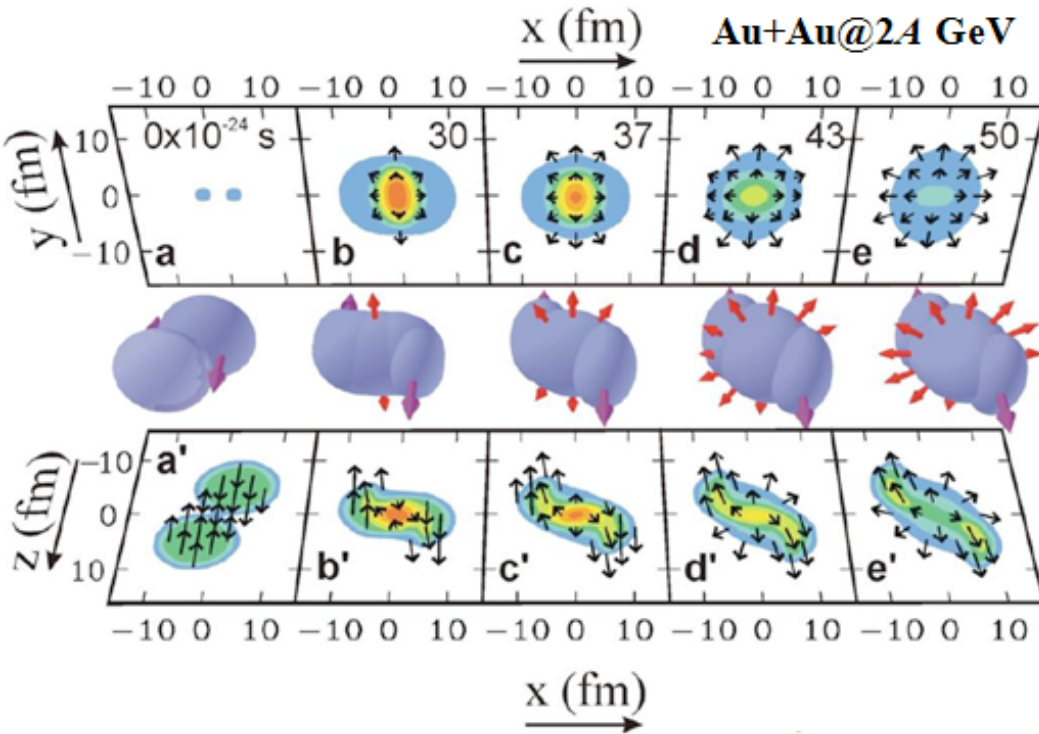 x (fm) Au+Au@2A GeV
−10 0 10 −10 0 10 −10 0 10 −10 0 10 −10 0 10
y (fm)
10
0
−10
0x10⁻²⁴ s 30 37 43 50
a b c d e
z (fm)
−10
0
10
a' b' c' d' e'
−10 0 10 −10 0 10 −10 0 10 −10 0 10 −10 0 10
x (fm)